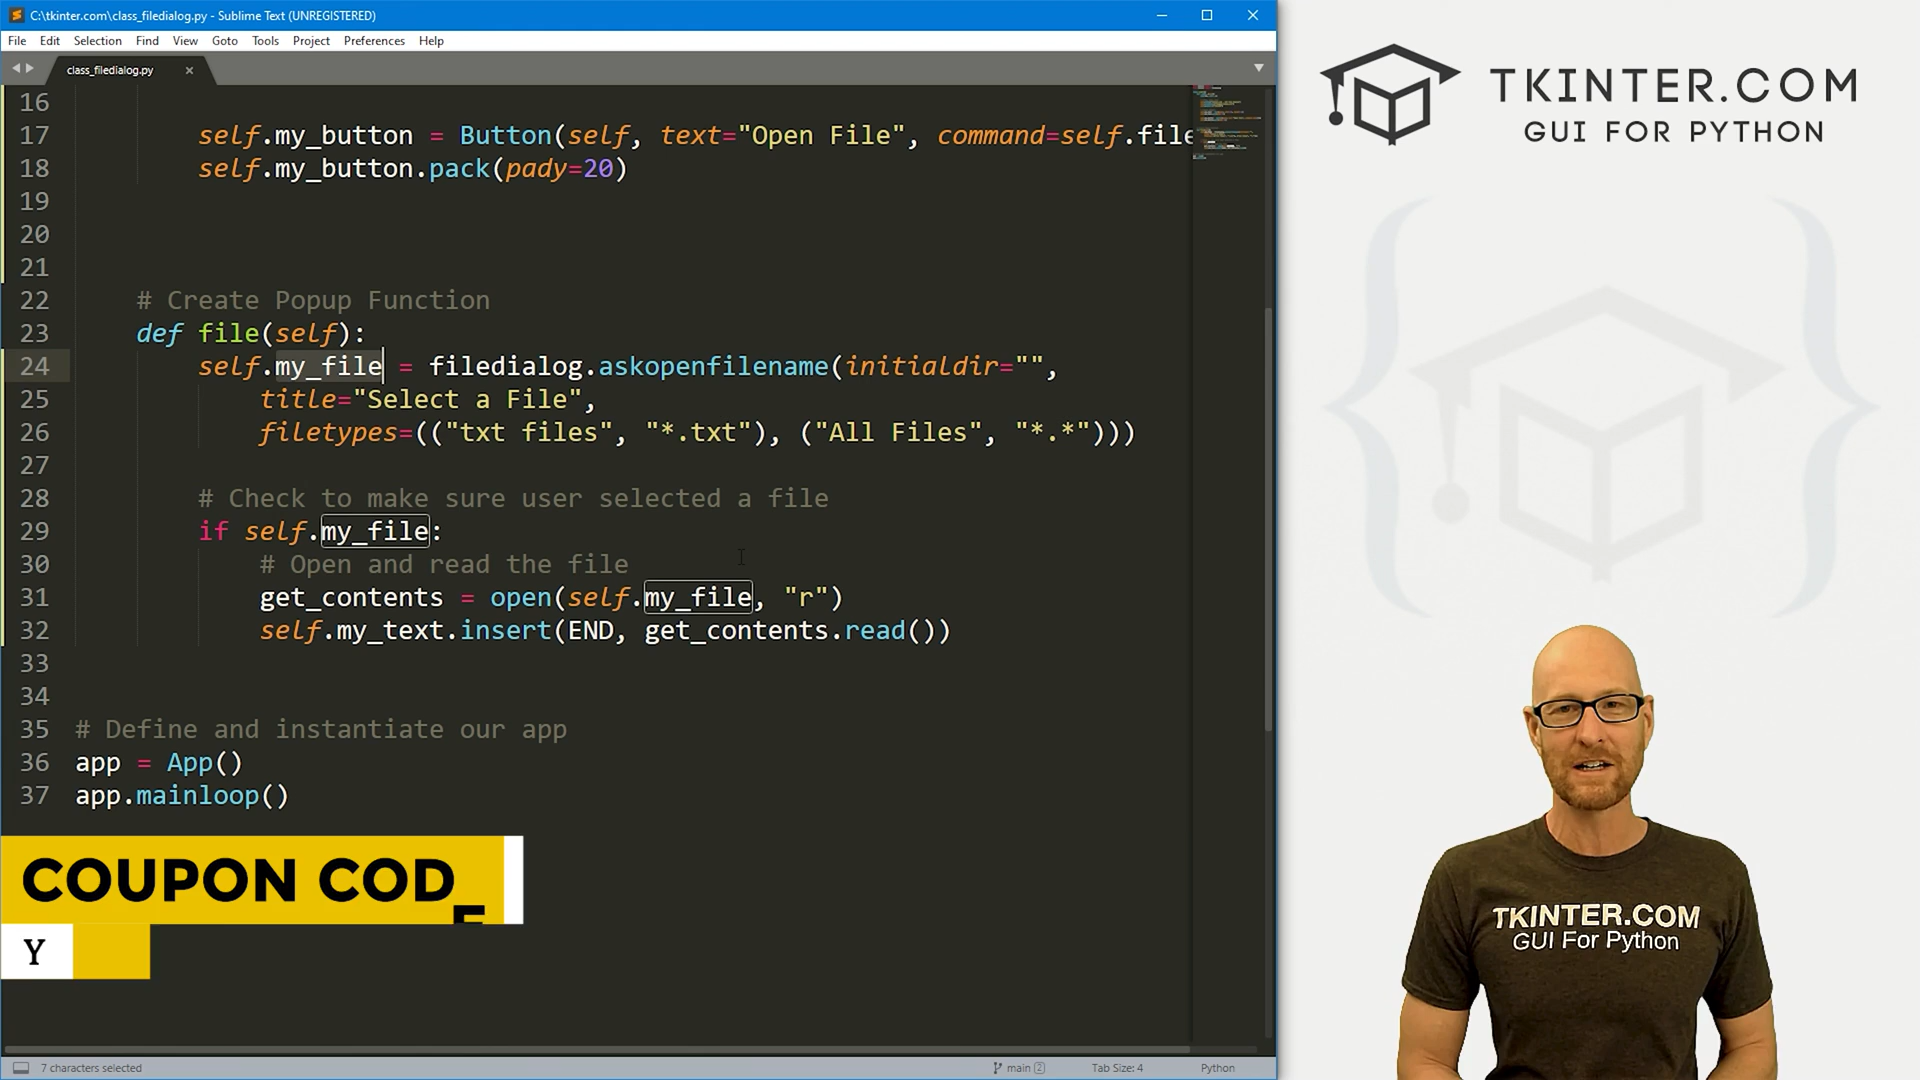 C:\tkinter.com\class_filedialog.py - Sublime Text (UNREGISTERED)
File Edit Selection Find View Goto Tools Project Preferences Help
class_filedialog.py
16
17 self.my_button = Button(self, text="Open File", command=self.file
18 self.my_button.pack(pady=20)
19
20
21
22 # Create Popup Function
23 def file(self):
24 self.my_file = filedialog.askopenfilename(initialdir="",
25 title="Select a File",
26 filetypes=(("txt files", "*.txt"), ("All Files", "*.*")))
27
28 # Check to make sure user selected a file
29 if self.my_file:
30 # Open and read the file
31 get_contents = open(self.my_file, "r")
32 self.my_text.insert(END, get_contents.read())
33
34
35 # Define and instantiate our app
36 app = App()
37 app.mainloop()
COUPON CODE
Y
7 characters selected
main 2
Tab Size: 4
Python
TKINTER.COM
GUI FOR PYTHON
TKINTER.COM
GUI For Python